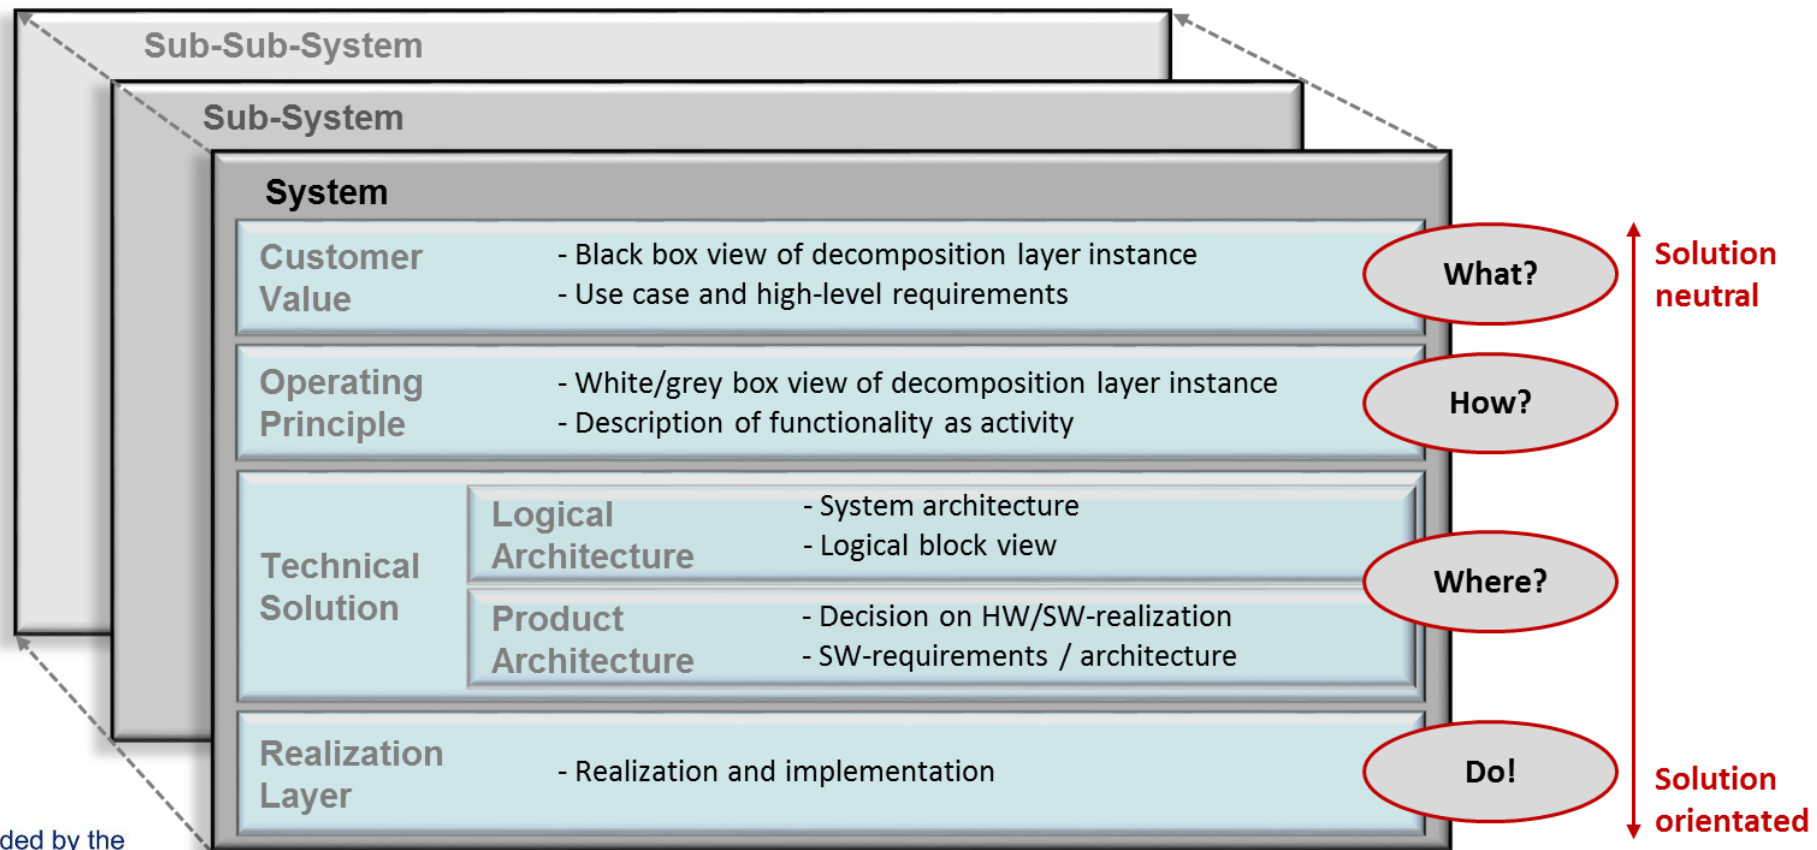 Sub-Sub-System
Sub-System
System
Customer
Value
- Black box view of decomposition layer instance
- Use case and high-level requirements
What?
Solution
neutral
Operating
Principle
- White/grey box view of decomposition layer instance
- Description of functionality as activity
How?
Technical
Solution
Logical
Architecture
- System architecture
- Logical block view
Where?
Product
Architecture
- Decision on HW/SW-realization
- SW-requirements / architecture
Realization
Layer
- Realization and implementation
Do!
Solution
orientated
ded by the